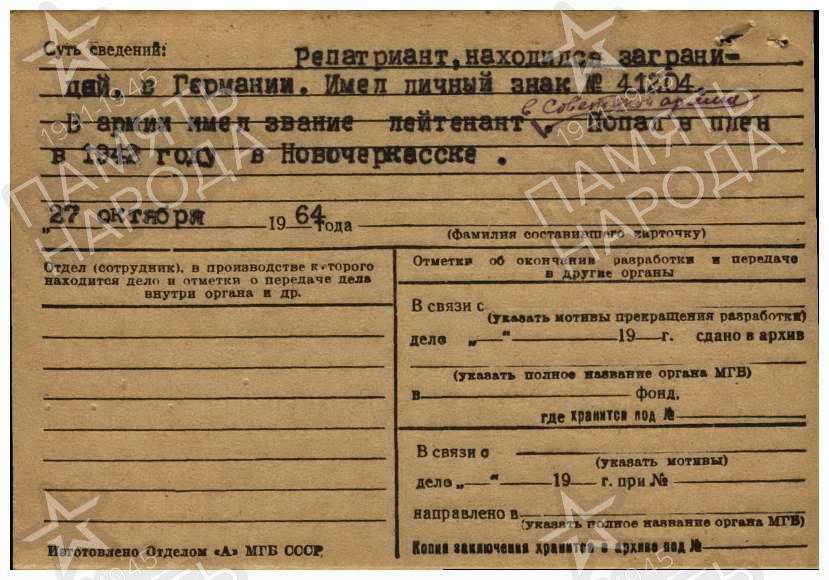 Суть сведений: Репатриант, находился заграни-
цей, в Германии. Имел личный знак № 41204.
в Советской армии
В армии имел звание лейтенант . Попал в плен
в 1942 году в Новочеркасске .
"27 октября 1964 года
(фамилия составившего карточку)
Отдел (сотрудник), в производстве которого
находится дело и отметки о передаче дела
внутри органа и др.
Отметки об окончании разработки и передаче
в другие органы
В связи с
(указать мотивы прекращения разработки)
дело „—“ 19—г. сдано в архив
(указать полное название органа МГБ)
в фонд,
где хранится под №
В связи с
(указать мотивы)
дело „—“ 19—г. при №
направлено в
(указать полное название органа МГБ)
Копия заключения хранится в архиве под №
Изготовлено Отделом «А» МГБ СССР
1941-1945
ПАМЯТЬ
НАРОДА
ПАМЯТЬ
НАРОДА